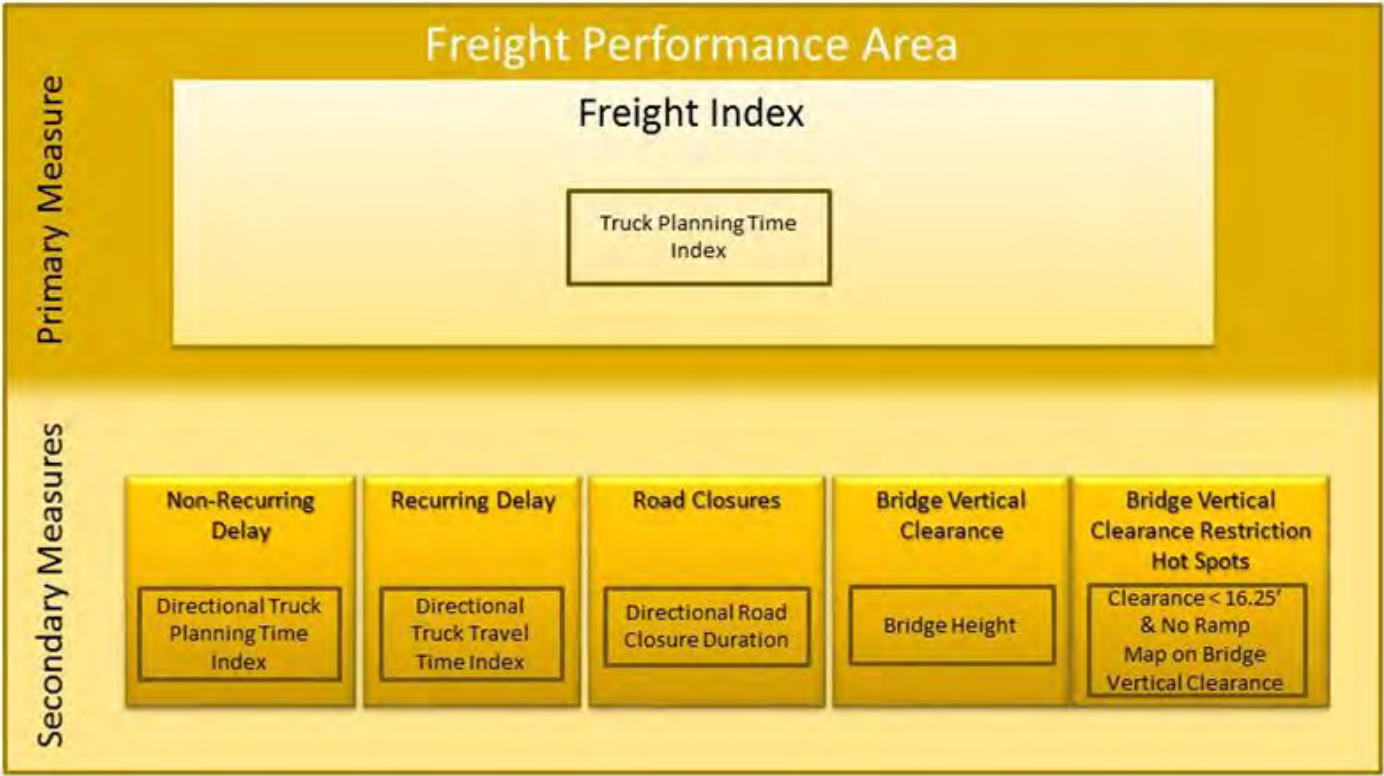 Freight Performance Area
Primary Measure
Freight Index
Truck Planning Time
Index
Secondary Measures
Non-Recurring
Delay
Directional Truck
Planning Time
Index
Recurring Delay
Directional
Truck Travel
Time Index
Road Closures
Directional Road
Closure Duration
Bridge Vertical
Clearance
Bridge Height
Bridge Vertical
Clearance Restriction
Hot Spots
Clearance < 16.25'
& No Ramp
Map on Bridge
Vertical Clearance